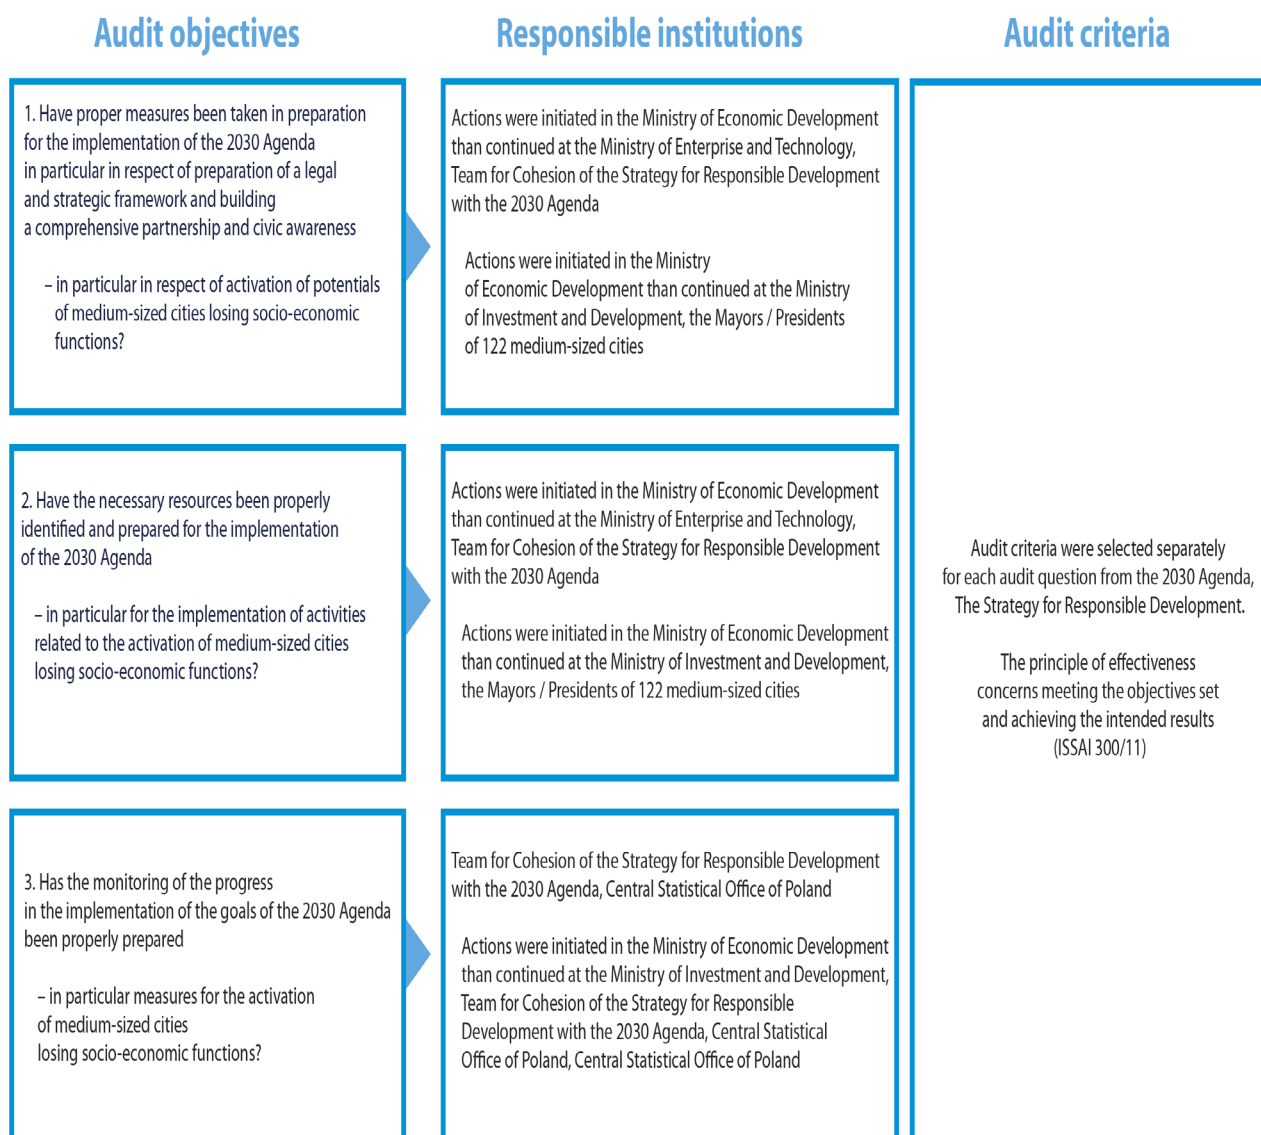 Audit objectives
Responsible institutions
Audit criteria
1. Have proper measures been taken in preparation
for the implementation of the 2030 Agenda
in particular in respect of preparation of a legal
and strategic framework and building
a comprehensive partnership and civic awareness
– in particular in respect of activation of potentials
of medium-sized cities losing socio-economic
functions?
Actions were initiated in the Ministry of Economic Development
than continued at the Ministry of Enterprise and Technology,
Team for Cohesion of the Strategy for Responsible Development
with the 2030 Agenda
Actions were initiated in the Ministry
of Economic Development than continued at the Ministry
of Investment and Development, the Mayors / Presidents
of 122 medium-sized cities
2. Have the necessary resources been properly
identified and prepared for the implementation
of the 2030 Agenda
– in particular for the implementation of activities
related to the activation of medium-sized cities
losing socio-economic functions?
Actions were initiated in the Ministry of Economic Development
than continued at the Ministry of Enterprise and Technology,
Team for Cohesion of the Strategy for Responsible Development
with the 2030 Agenda
Actions were initiated in the Ministry of Economic Development
than continued at the Ministry of Investment and Development,
the Mayors / Presidents of 122 medium-sized cities
3. Has the monitoring of the progress
in the implementation of the goals of the 2030 Agenda
been properly prepared
– in particular measures for the activation
of medium-sized cities
losing socio-economic functions?
Team for Cohesion of the Strategy for Responsible Development
with the 2030 Agenda, Central Statistical Office of Poland
Actions were initiated in the Ministry of Economic Development
than continued at the Ministry of Investment and Development,
Team for Cohesion of the Strategy for Responsible
Development with the 2030 Agenda, Central Statistical
Office of Poland, Central Statistical Office of Poland
Audit criteria were selected separately
for each audit question from the 2030 Agenda,
The Strategy for Responsible Development.
The principle of effectiveness
concerns meeting the objectives set
and achieving the intended results
(ISSAI 300/11)